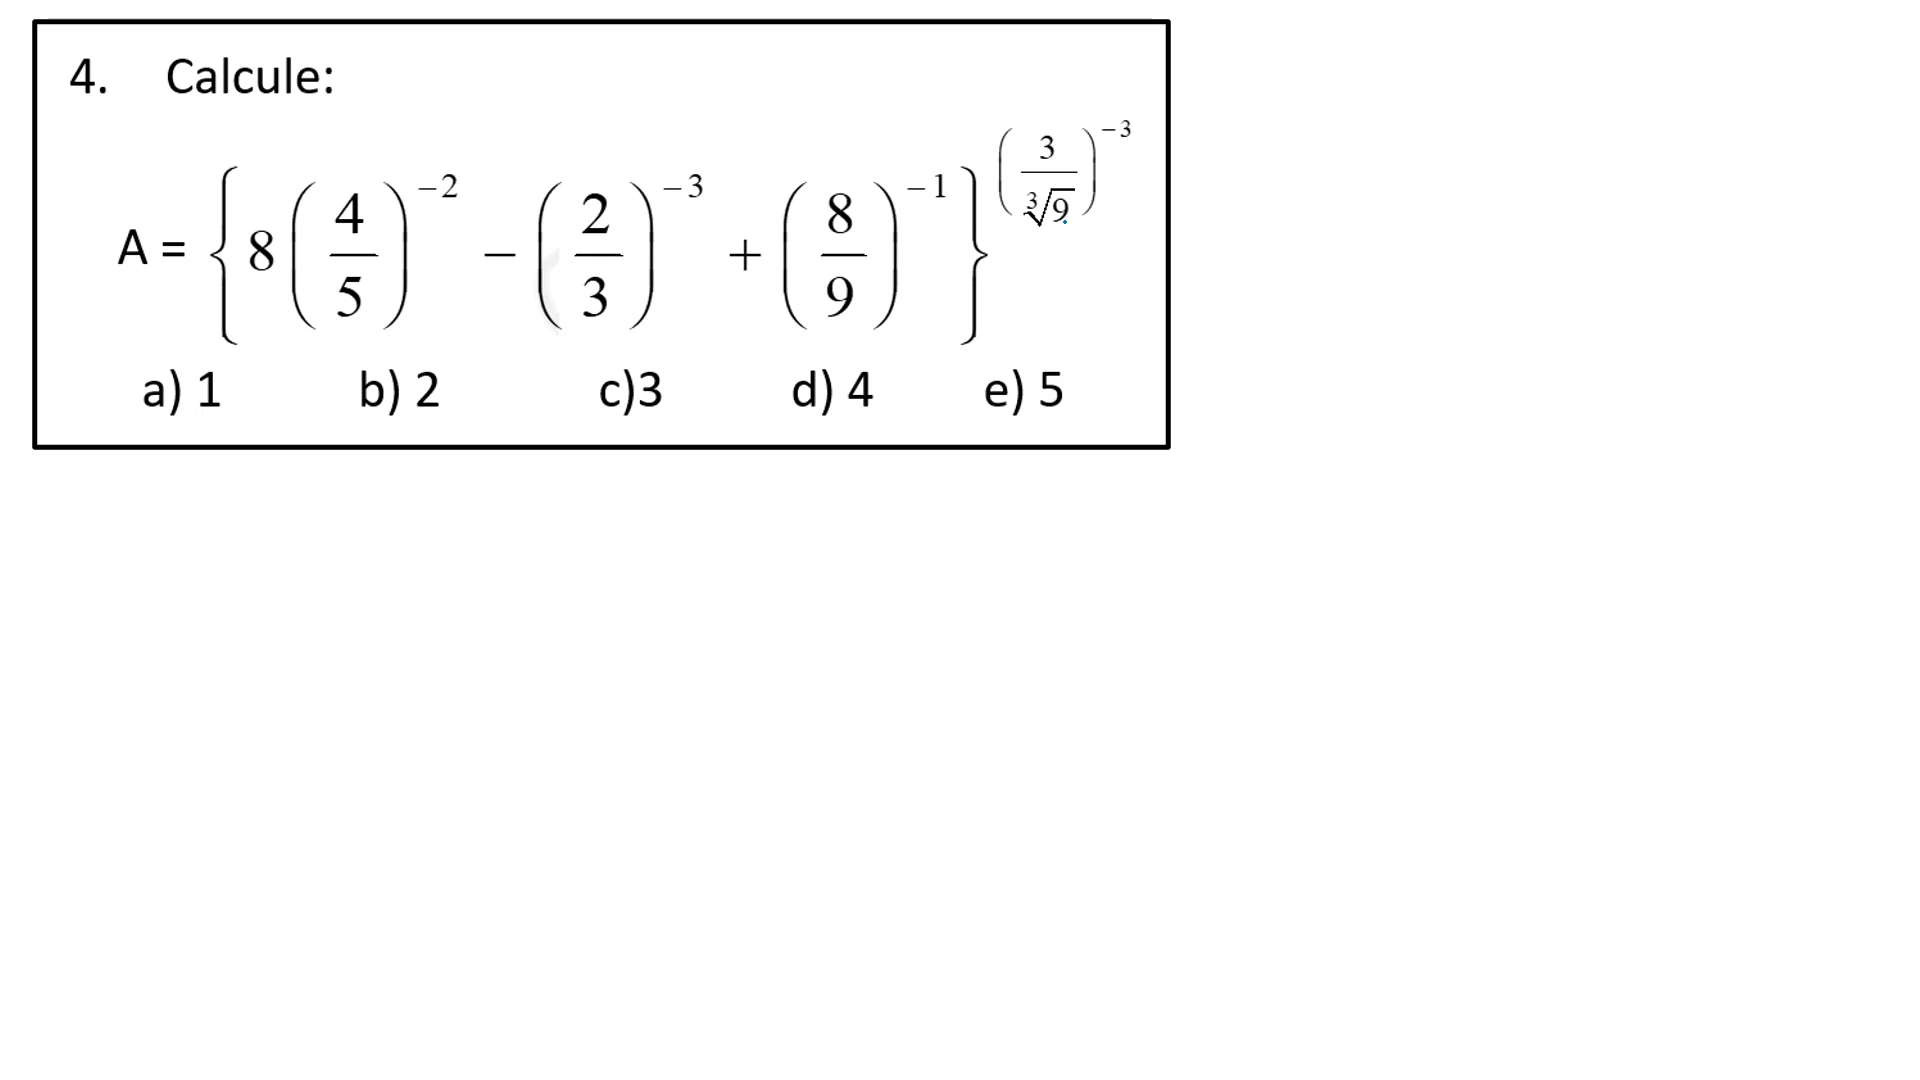 4. Calcule:
A = { 8 (4/5)^{-2} − (2/3)^{-3} + (8/9)^{-1} }^{(3/∛9)^{-3}}
a) 1 b) 2 c)3 d) 4 e) 5